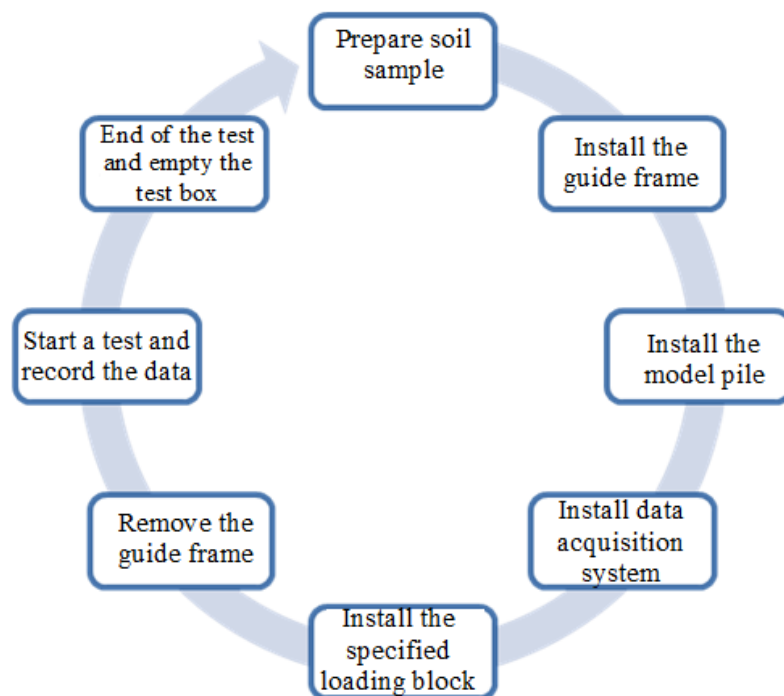 Prepare soil
sample
Install the
guide frame
Install the
model pile
Install data
acquisition
system
Install the
specified
loading block
Remove the
guide frame
Start a test and
record the data
End of the test
and empty the
test box